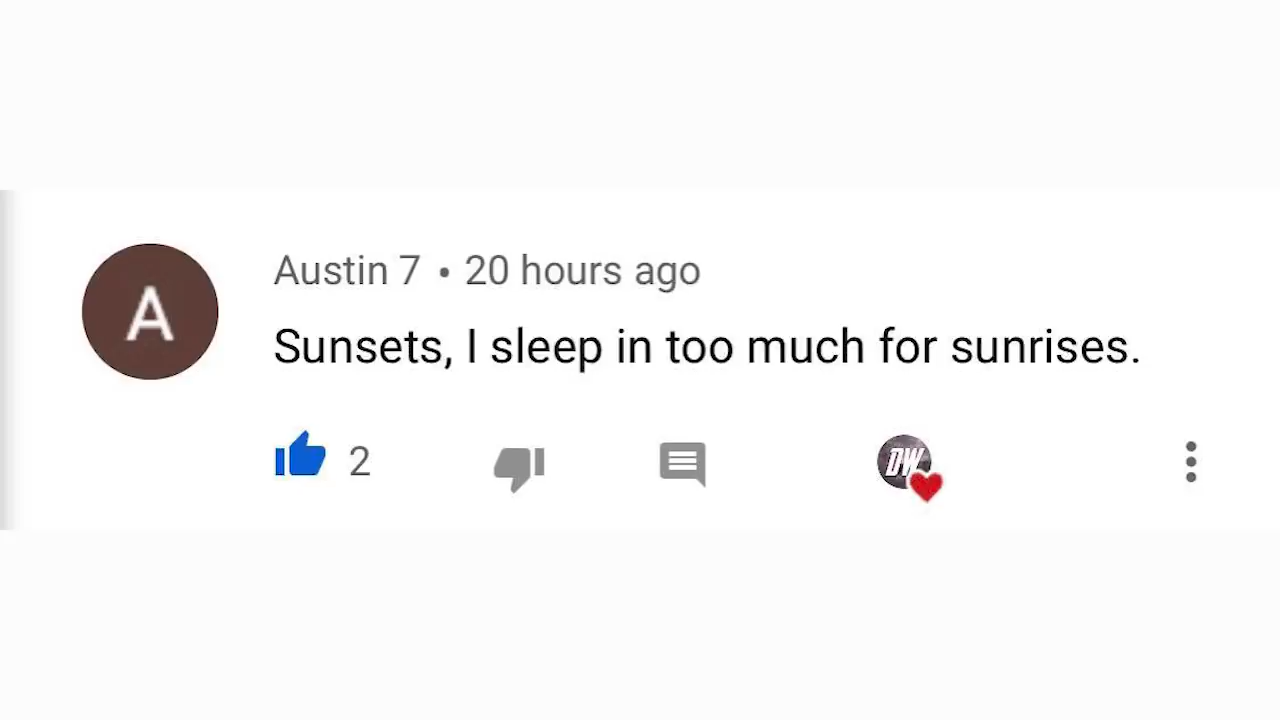 A
Austin 7 • 20 hours ago
Sunsets, I sleep in too much for sunrises.
2
DW